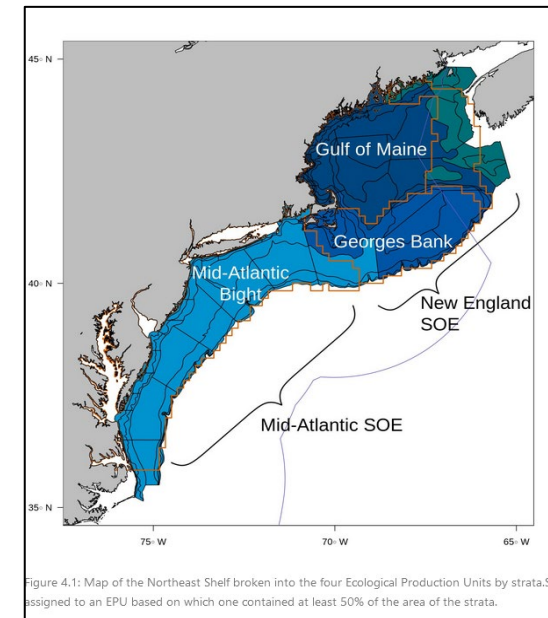 45° N
Gulf of Maine
Georges Bank
Mid-Atlantic
Bight
40° N
New England
SOE
Mid-Atlantic SOE
35° N
75° W
70° W
65° W
Figure 4.1: Map of the Northeast Shelf broken into the four Ecological Production Units by strata.S
assigned to an EPU based on which one contained at least 50% of the area of the strata.